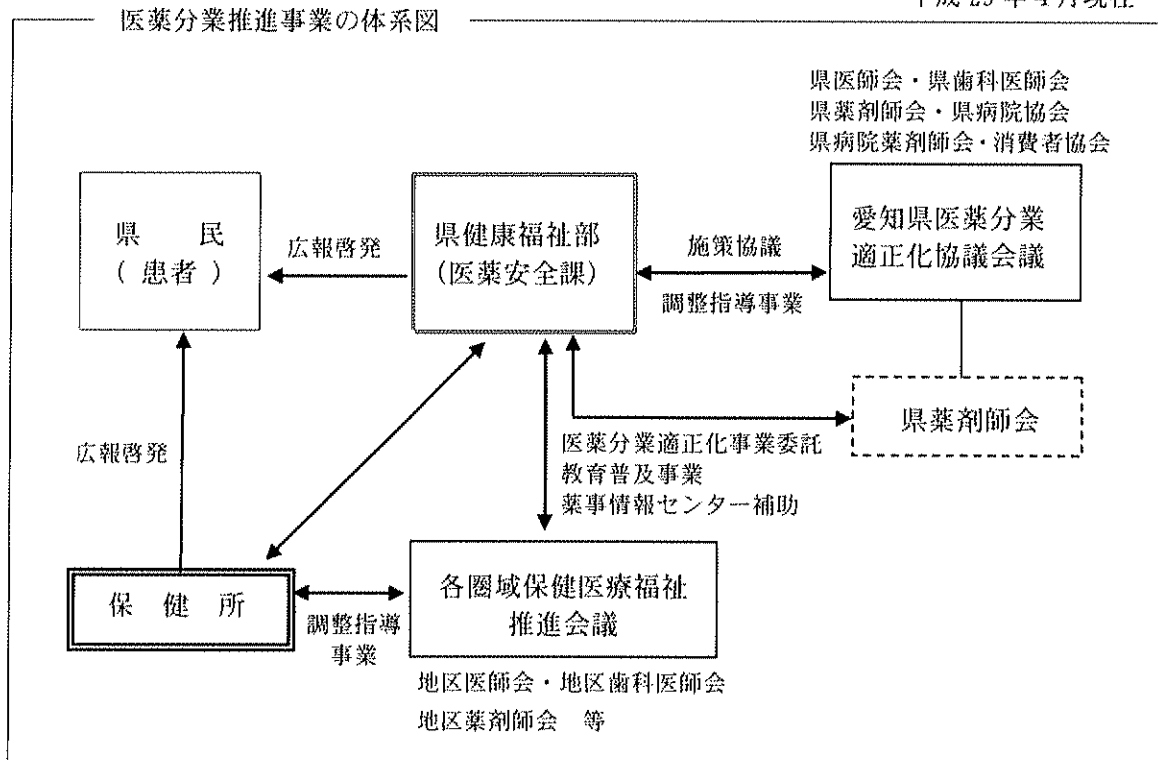 医薬分業推進事業の体系図
県医師会・県歯科医師会
県薬剤師会・県病院協会
県病院薬剤師会・消費者協会
県　　民
（ 患者 ）
広報啓発
県健康福祉部
（医薬安全課）
施策協議
調整指導事業
愛知県医薬分業
適正化協議会議
県薬剤師会
広報啓発
医薬分業適正化事業委託
教育普及事業
薬事情報センター補助
保　健　所
調整指導
事業
各圏域保健医療福祉
推進会議
地区医師会・地区歯科医師会
地区薬剤師会　等